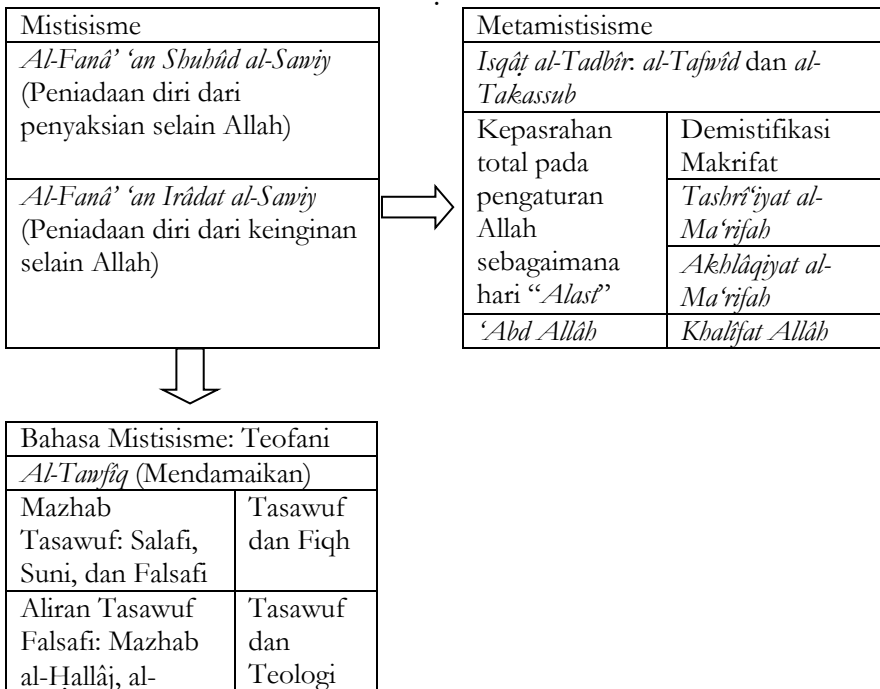 Mistisisme
Al-Fanâ’ ‘an Shuhûd al-Sawiy
(Peniadaan diri dari
penyaksian selain Allah)
Al-Fanâ’ ‘an Irâdat al-Sawiy
(Peniadaan diri dari keinginan
selain Allah)
.
Metamistisisme
Isqâṭ al-Tadbîr: al-Tafwîd dan al-
Takassub
Kepasrahan
total pada
pengaturan
Allah
sebagaimana
hari “Alast”
Demistifikasi
Makrifat
Tashrî‘iyat al-
Ma‘rifah
Akhlâqiyat al-
Ma‘rifah
‘Abd Allâh
Khalîfat Allâh
Bahasa Mistisisme: Teofani
Al-Tawfîq (Mendamaikan)
Mazhab
Tasawuf: Salafi,
Suni, dan Falsafi
Tasawuf
dan Fiqh
Aliran Tasawuf
Falsafi: Mazhab
al-Ḥallâj, al-
Tasawuf
dan
Teologi